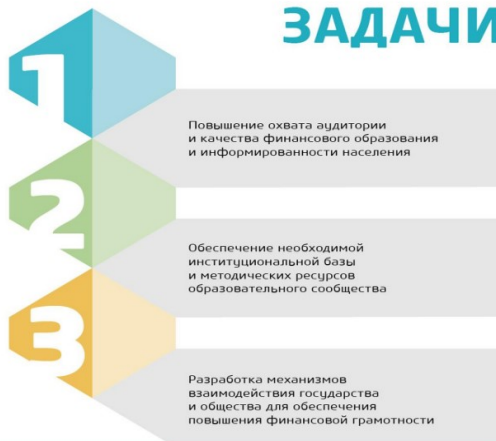 ЗАДАЧИ
1
Повышение охвата аудитории
и качества финансового образования
и информированности населения
2
Обеспечение необходимой
институциональной базы
и методических ресурсов
образовательного сообщества
3
Разработка механизмов
взаимодействия государства
и общества для обеспечения
повышения финансовой грамотности